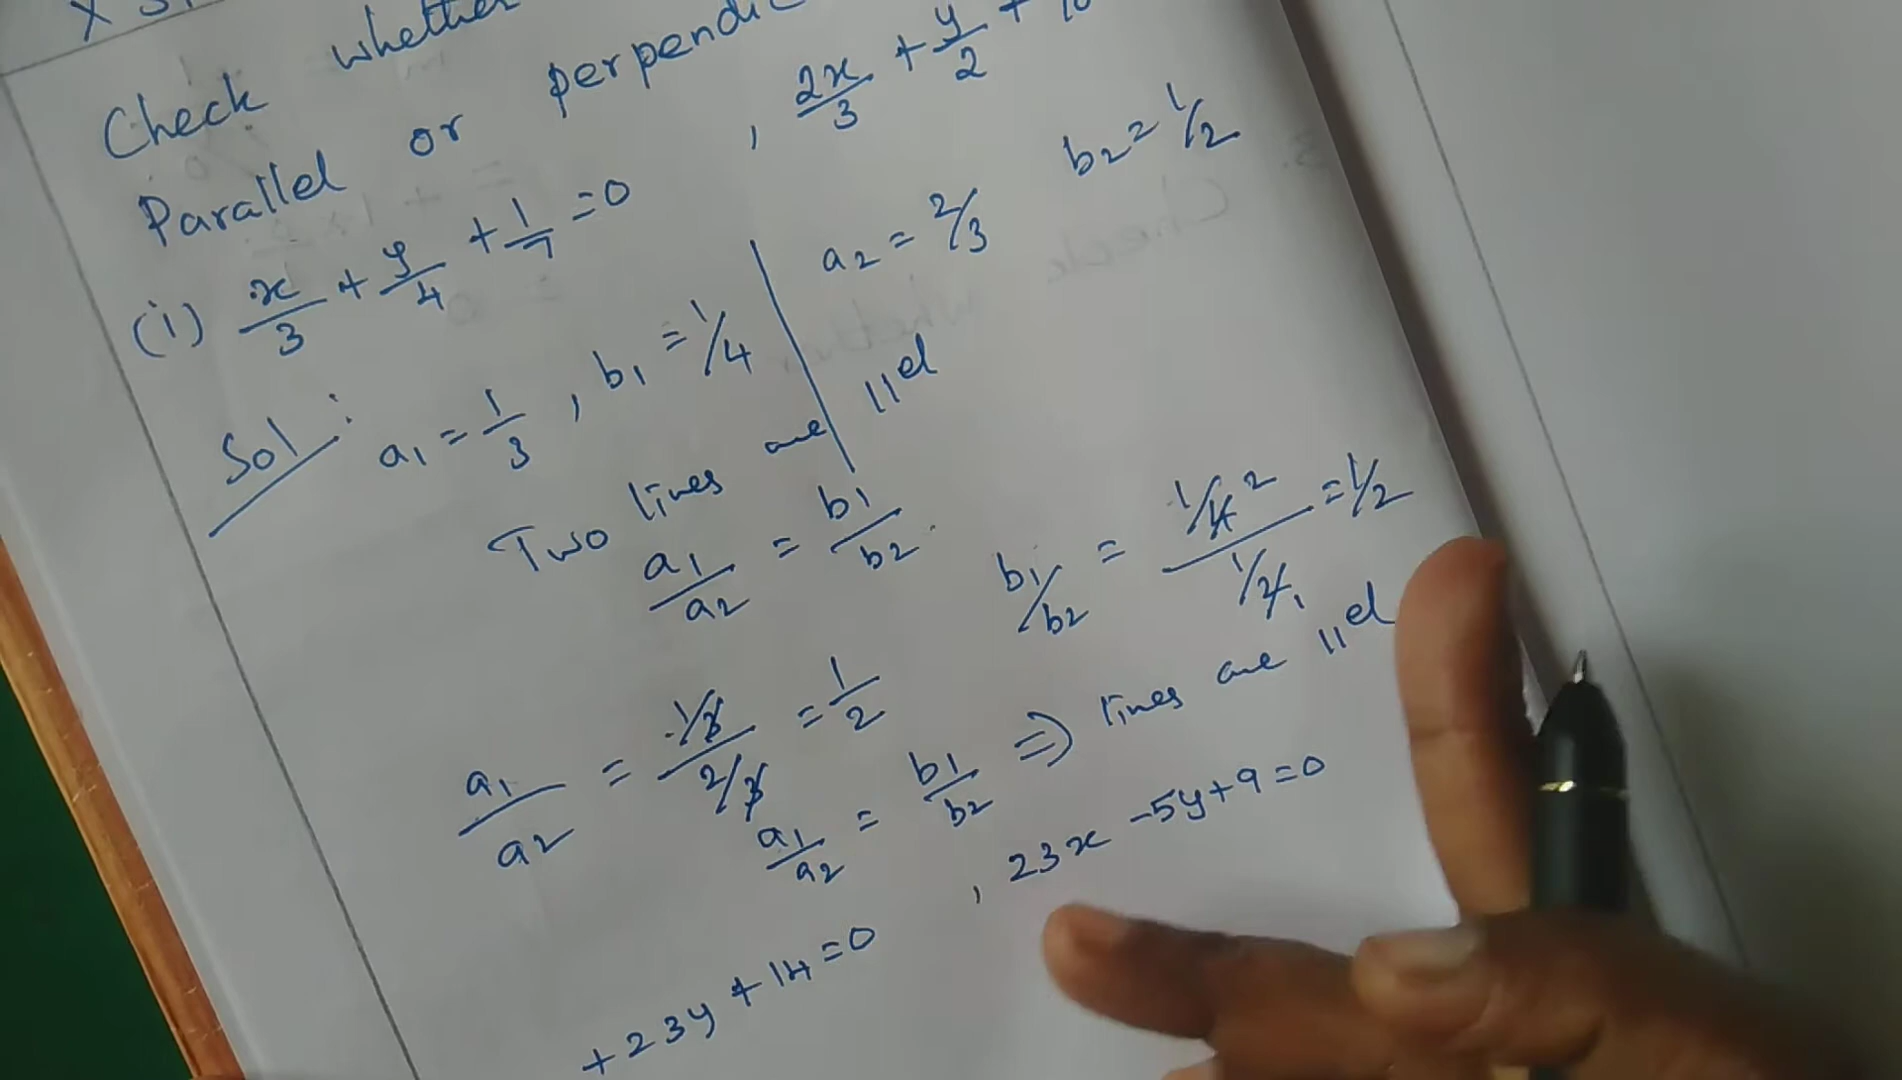 Check whether
Parallel or perpendic
(i) x/3 + y/4 + 1/7 = 0 , 2x/3 + y/2 +
Sol: a1 = 1/3 , b1 = 1/4
a2 = 2/3 b2 = 1/2
Two lines are ||el
a1/a2 = b1/b2
a1/a2 = 1/3 / 2/3 = 1/2
b1/b2 = 1/4 2 / 1/2 1 = 1/2
a1/a2 = b1/b2 ⇒ lines are ||el
+ 23y + 14 = 0 , 23x - 5y + 9 = 0